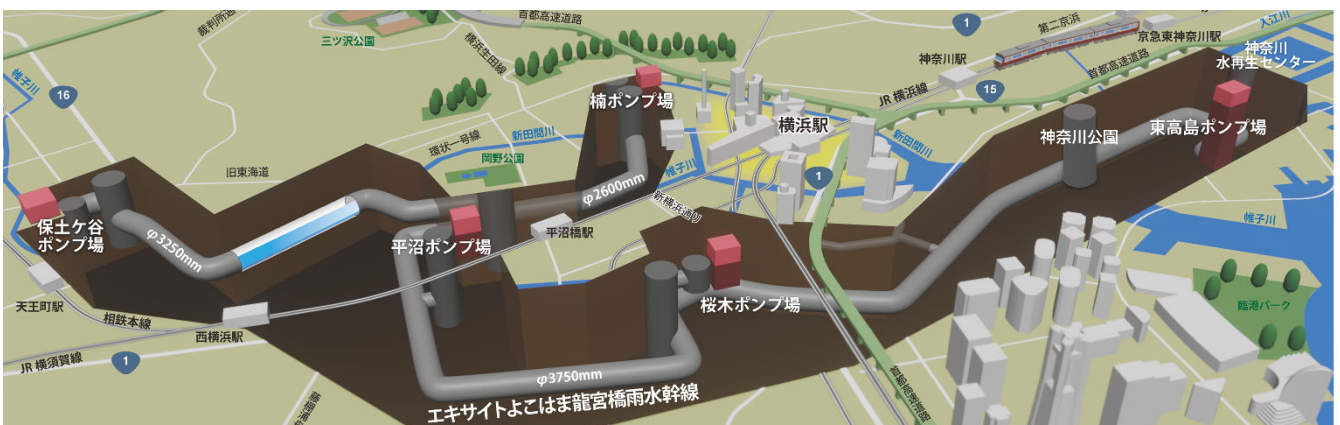 裁判所通
三ツ沢公園
首都高速道路
横浜生田線
1
第二京浜
入江川
京急東神奈川駅
神奈川駅
首都高速道路
神奈川
水再生センター
JR 横浜線
15
帷子川
16
楠ポンプ場
横浜駅
新田間川
環状一号線
新田間川
岡野公園
神奈川公園
東高島ポンプ場
旧東海道
帷子川
1
φ2600mm
新横浜通り
保土ケ谷
ポンプ場
φ3250mm
平沼ポンプ場
平沼橋駅
帷子川
天王町駅
相鉄本線
西横浜駅
桜木ポンプ場
臨港パーク
JR 横須賀線
1
φ3750mm
エキサイトよこはま龍宮橋雨水幹線
首都高速道路